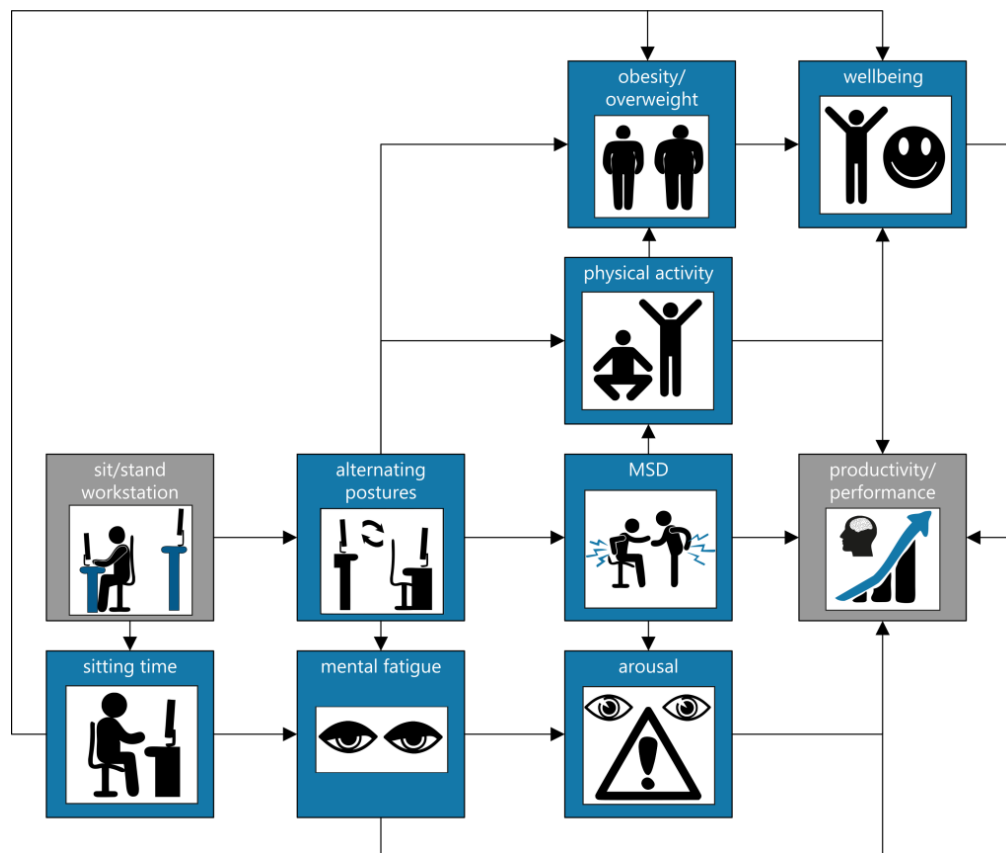 obesity/
overweight
wellbeing
physical activity
sit/stand
workstation
alternating
postures
MSD
productivity/
performance
sitting time
mental fatigue
arousal